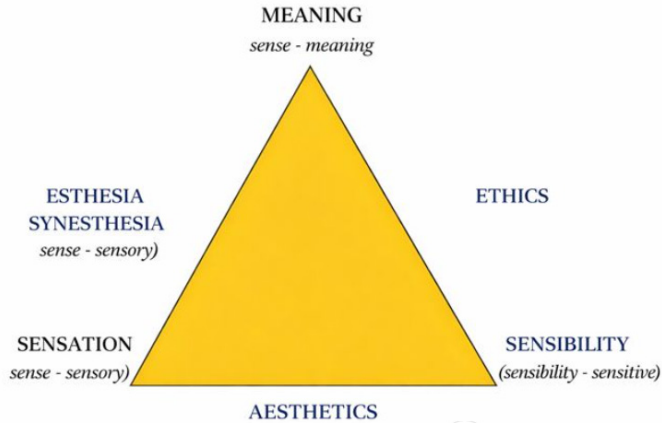 MEANING
sense - meaning
ESTHESIA
SYNESTHESIA
sense - sensory)
ETHICS
SENSATION
sense - sensory)
SENSIBILITY
(sensibility - sensitive)
AESTHETICS